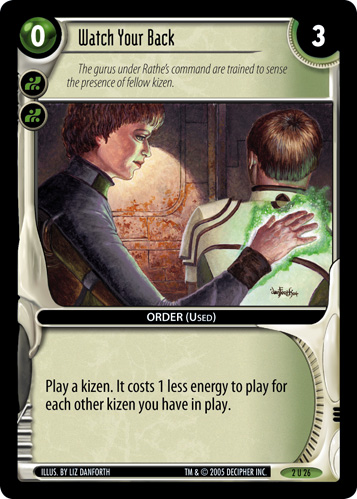 0 Watch Your Back 3
The gurus under Rathe's command are trained to sense
the presence of fellow kizen.
ORDER (USED)
Play a kizen. It costs 1 less energy to play for
each other kizen you have in play.
ILLUS. BY LIZ DANFORTH TM & © 2005 DECIPHER INC. 2 U 26